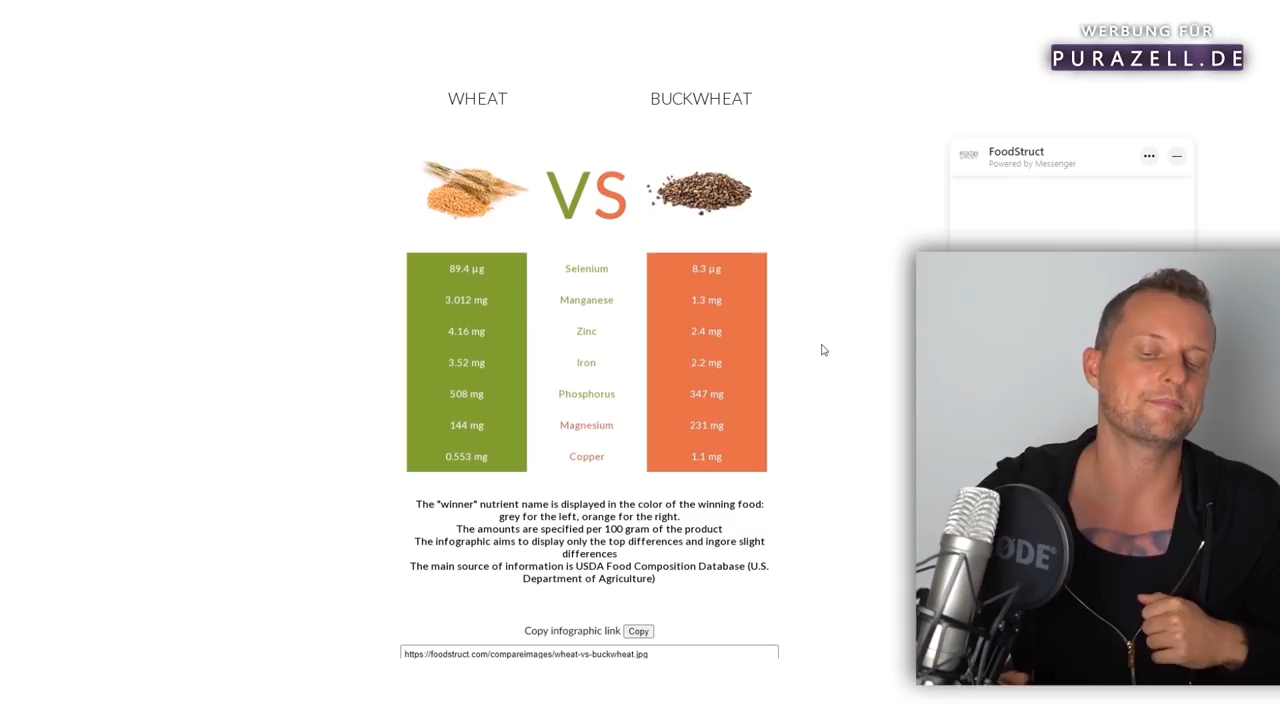 WERBUNG FÜR
PURAZELL.DE
WHEAT
BUCKWHEAT
VS
FoodStruct
Powered by Messenger
89.4 µg Selenium 8.3 µg
3.012 mg Manganese 1.3 mg
4.16 mg Zinc 2.4 mg
3.52 mg Iron 2.2 mg
508 mg Phosphorus 347 mg
144 mg Magnesium 231 mg
0.553 mg Copper 1.1 mg
The "winner" nutrient name is displayed in the color of the winning food:
grey for the left, orange for the right.
The amounts are specified per 100 gram of the product
The infographic aims to display only the top differences and ingore slight
differences
The main source of information is USDA Food Composition Database (U.S.
Department of Agriculture)
Copy infographic link Copy
https://foodstruct.com/compareimages/wheat-vs-buckwheat.jpg